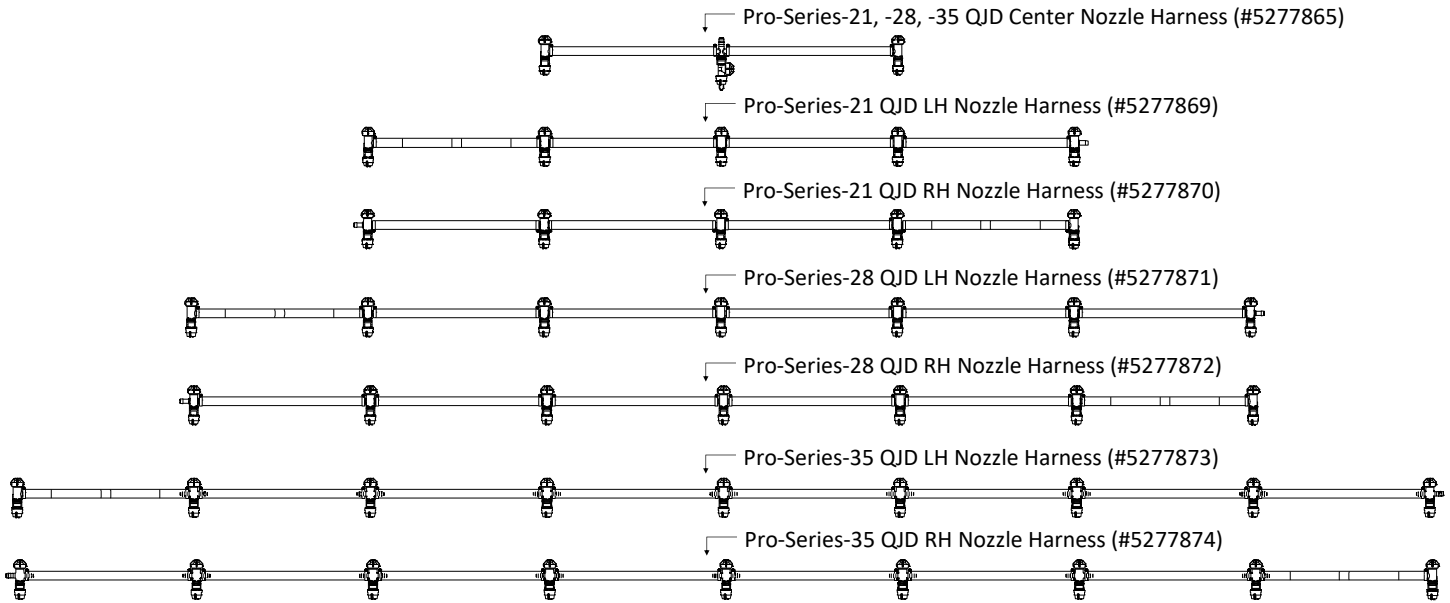 Pro-Series-21, -28, -35 QJD Center Nozzle Harness (#5277865)
Pro-Series-21 QJD LH Nozzle Harness (#5277869)
Pro-Series-21 QJD RH Nozzle Harness (#5277870)
Pro-Series-28 QJD LH Nozzle Harness (#5277871)
Pro-Series-28 QJD RH Nozzle Harness (#5277872)
Pro-Series-35 QJD LH Nozzle Harness (#5277873)
Pro-Series-35 QJD RH Nozzle Harness (#5277874)